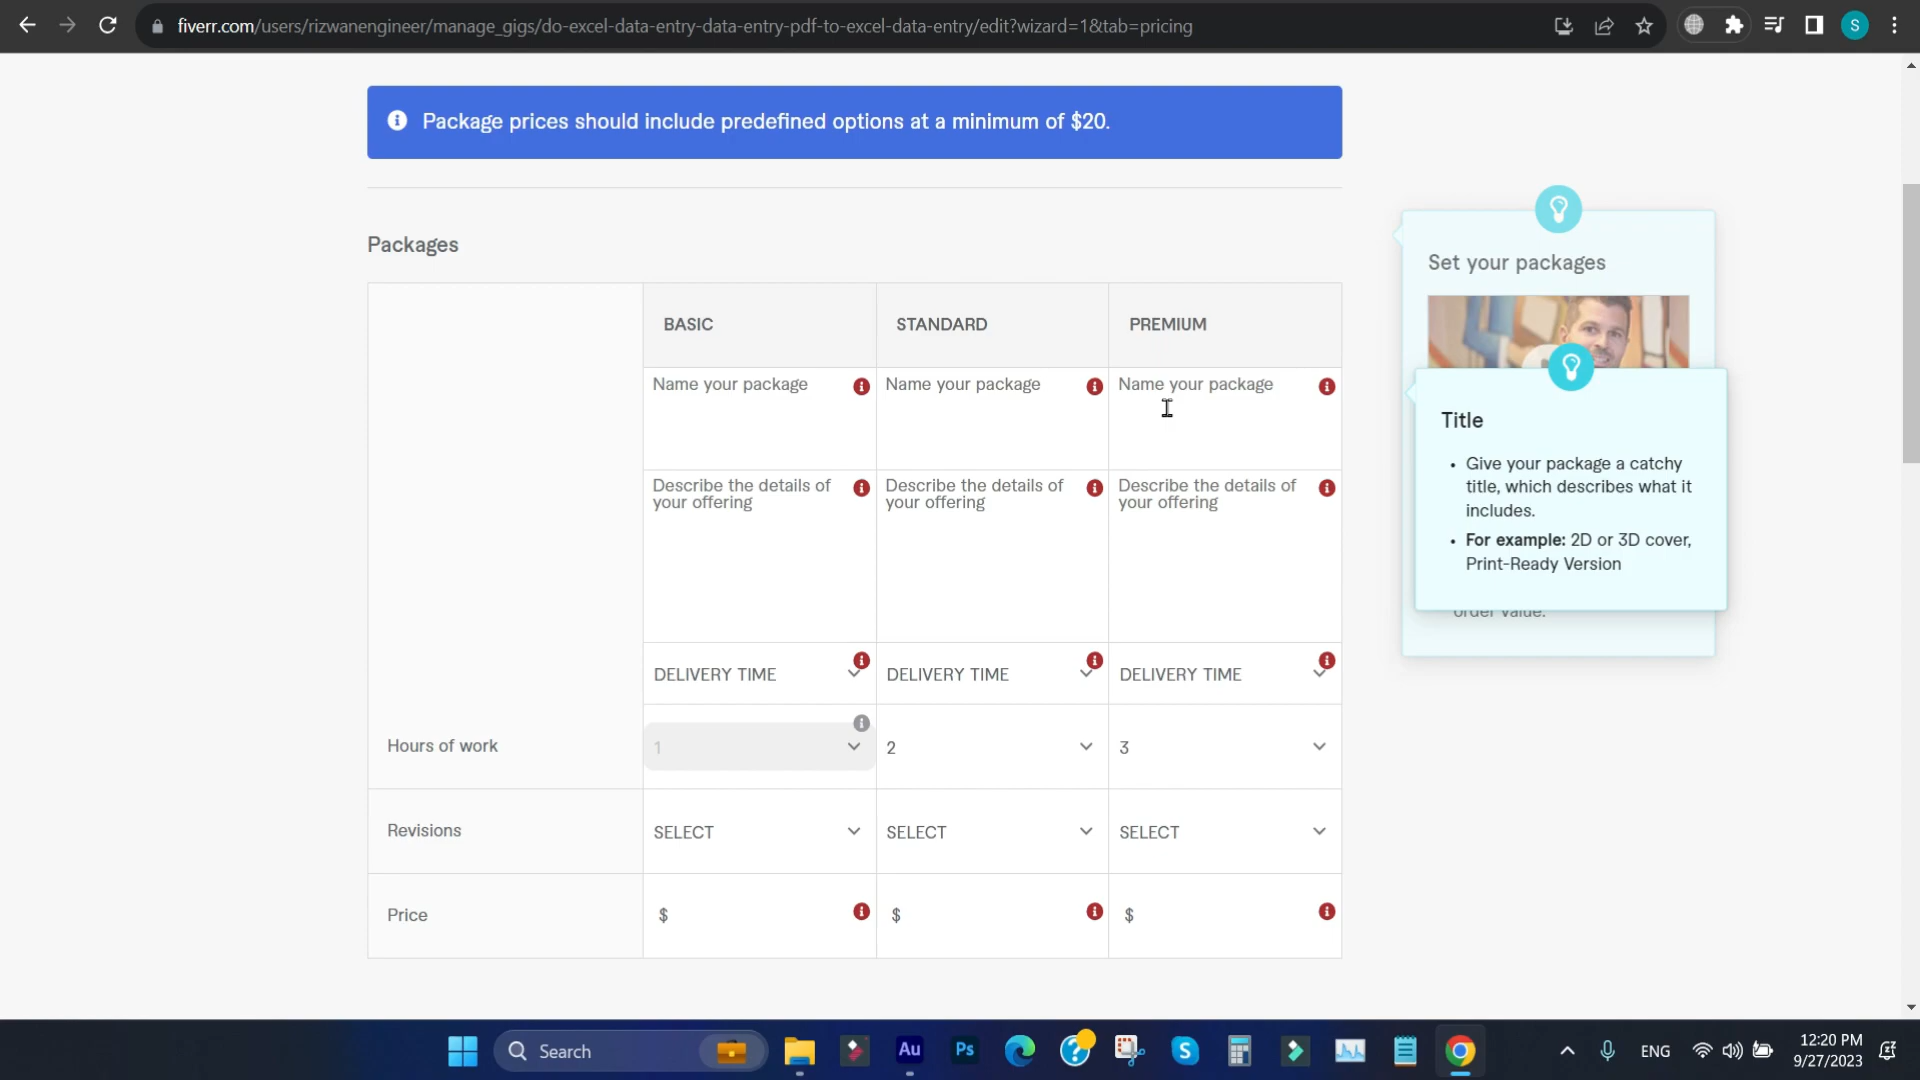 fiverr.com/users/rizwanengineer/manage_gigs/do-excel-data-entry-data-entry-pdf-to-excel-data-entry/edit?wizard=1&tab=pricing
S
Package prices should include predefined options at a minimum of $20.
Packages
BASIC
STANDARD
PREMIUM
Name your package
Name your package
Name your package
Describe the details of
your offering
Describe the details of
your offering
Describe the details of
your offering
DELIVERY TIME
DELIVERY TIME
DELIVERY TIME
Hours of work
1
2
3
Revisions
SELECT
SELECT
SELECT
Price
$
$
$
Set your packages
Title
• Give your package a catchy
title, which describes what it
includes.
• For example: 2D or 3D cover,
Print-Ready Version
order value.
Search
Au
Ps
ENG
12:20 PM
9/27/2023